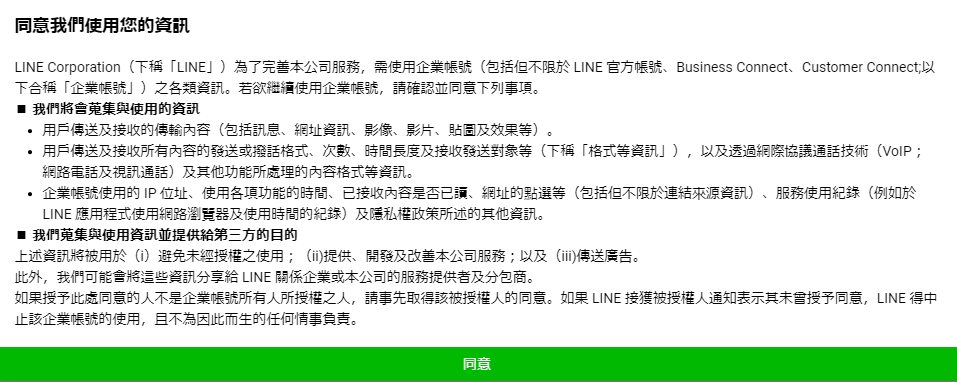 同意我們使用您的資訊
LINE Corporation（下稱「LINE」）為了完善本公司服務，需使用企業帳號（包括但不限於 LINE 官方帳號、Business Connect、Customer Connect;以
下合稱「企業帳號」）之各類資訊。若欲繼續使用企業帳號，請確認並同意下列事項。
■ 我們將會蒐集與使用的資訊
• 用戶傳送及接收的傳輸內容（包括訊息、網址資訊、影像、影片、貼圖及效果等）。
• 用戶傳送及接收所有內容的發送或撥話格式、次數、時間長度及接收發送對象等（下稱「格式等資訊」），以及透過網際協議通話技術（VoIP；
網路電話及視訊通話）及其他功能所處理的內容格式等資訊。
• 企業帳號使用的 IP 位址、使用各項功能的時間、已接收內容是否已讀、網址的點選等（包括但不限於連結來源資訊）、服務使用紀錄（例如於
LINE 應用程式使用網路瀏覽器及使用時間的紀錄）及隱私權政策所述的其他資訊。
■ 我們蒐集與使用資訊並提供給第三方的目的
上述資訊將被用於（i）避免未經授權之使用；（ii)提供、開發及改善本公司服務；以及（iii)傳送廣告。
此外，我們可能會將這些資訊分享給 LINE 關係企業或本公司的服務提供者及分包商。
如果授予此處同意的人不是企業帳號所有人所授權之人，請事先取得該被授權人的同意。如果 LINE 接獲被授權人通知表示其未曾授予同意，LINE 得中
止該企業帳號的使用，且不為因此而生的任何情事負責。
同意